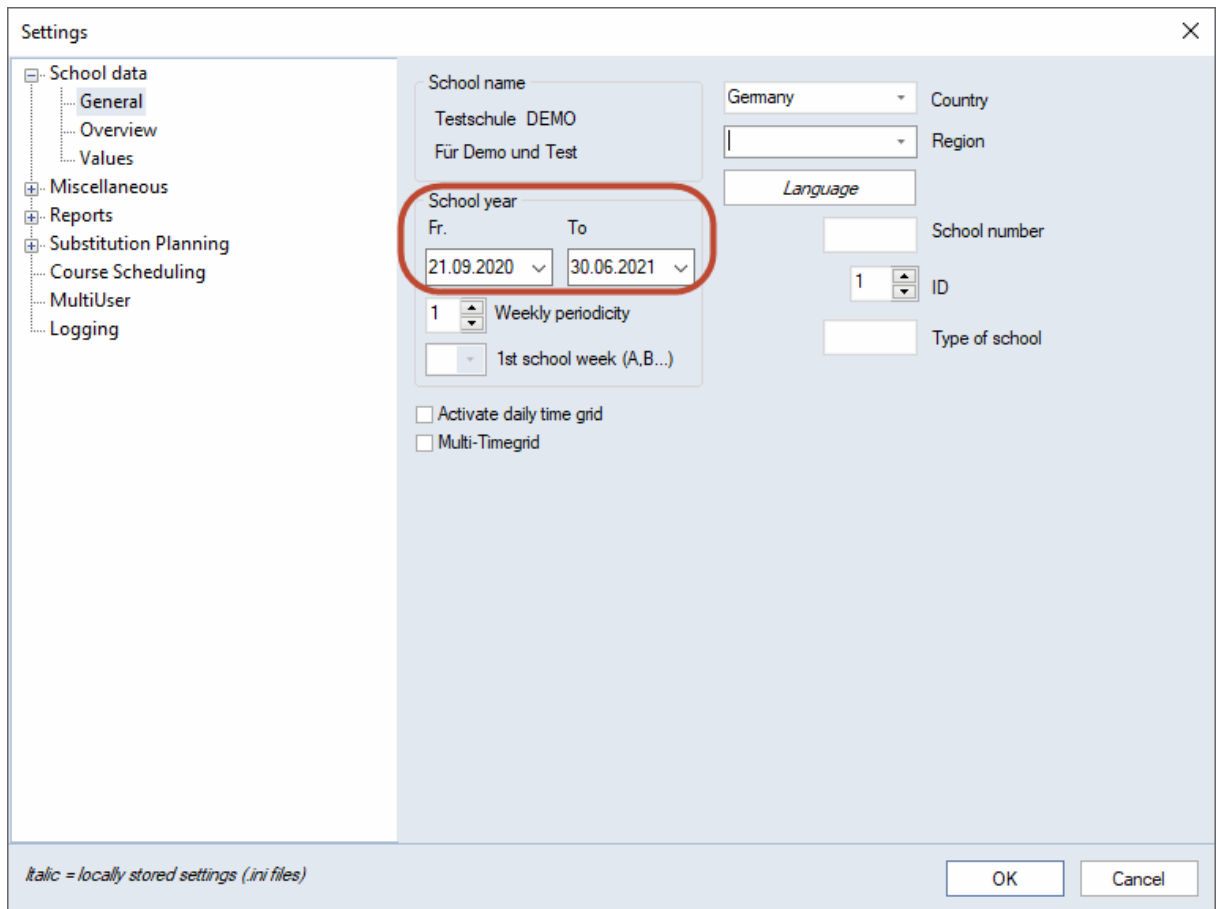 Settings
School data
General
Overview
Values
Miscellaneous
Reports
Substitution Planning
Course Scheduling
MultiUser
Logging
School name
Testschule DEMO
Für Demo und Test
School year
Fr. To
21.09.2020 30.06.2021
1 Weekly periodicity
1st school week (A,B...)
Activate daily time grid
Multi-Timegrid
Germany Country
Region
Language
School number
1 ID
Type of school
Italic = locally stored settings (.ini files)
OK Cancel